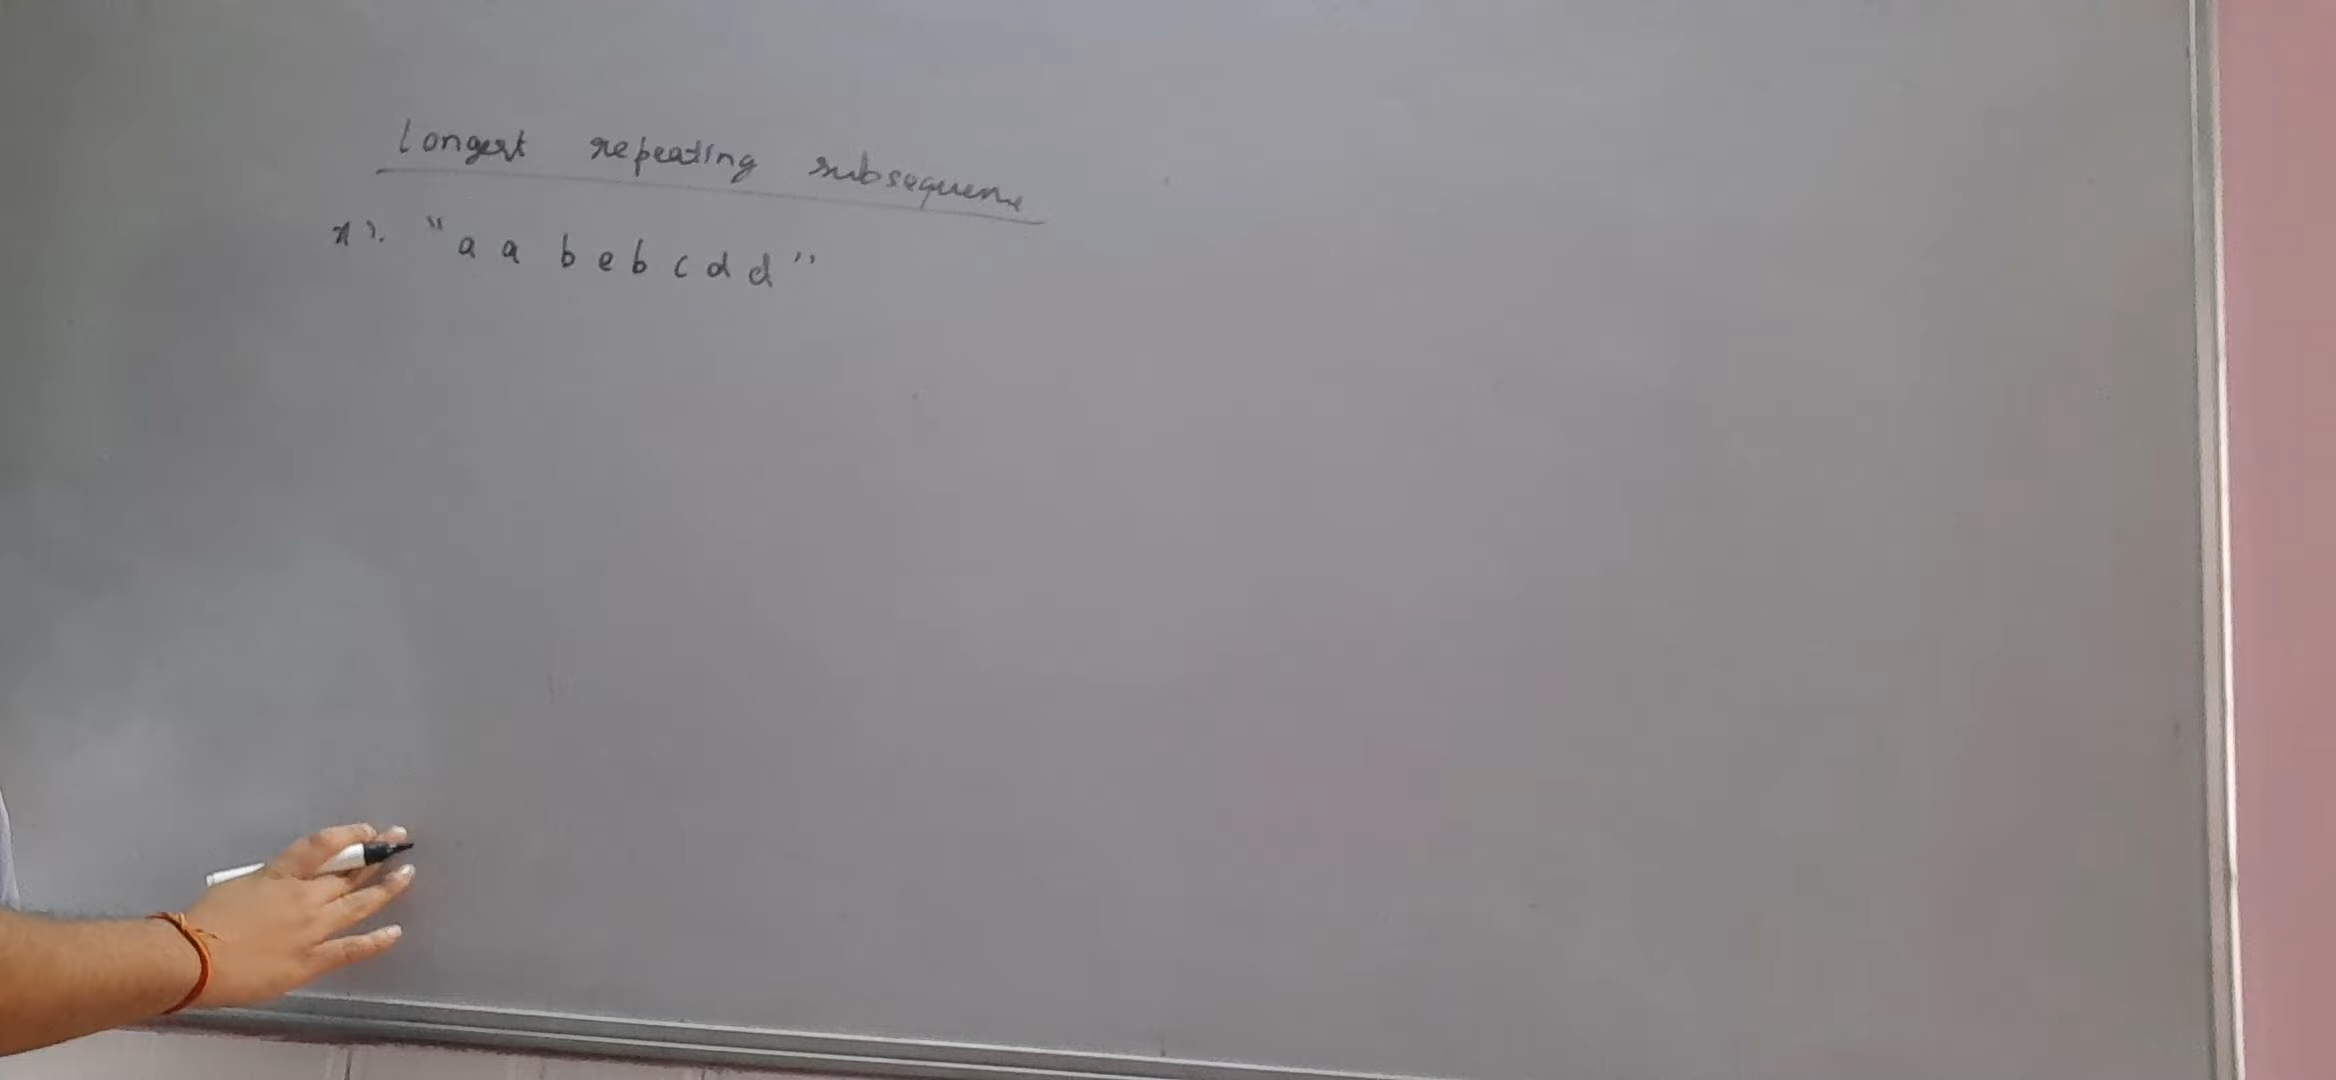 Longest repeating subsequence
x :. "a a b e b c d d"